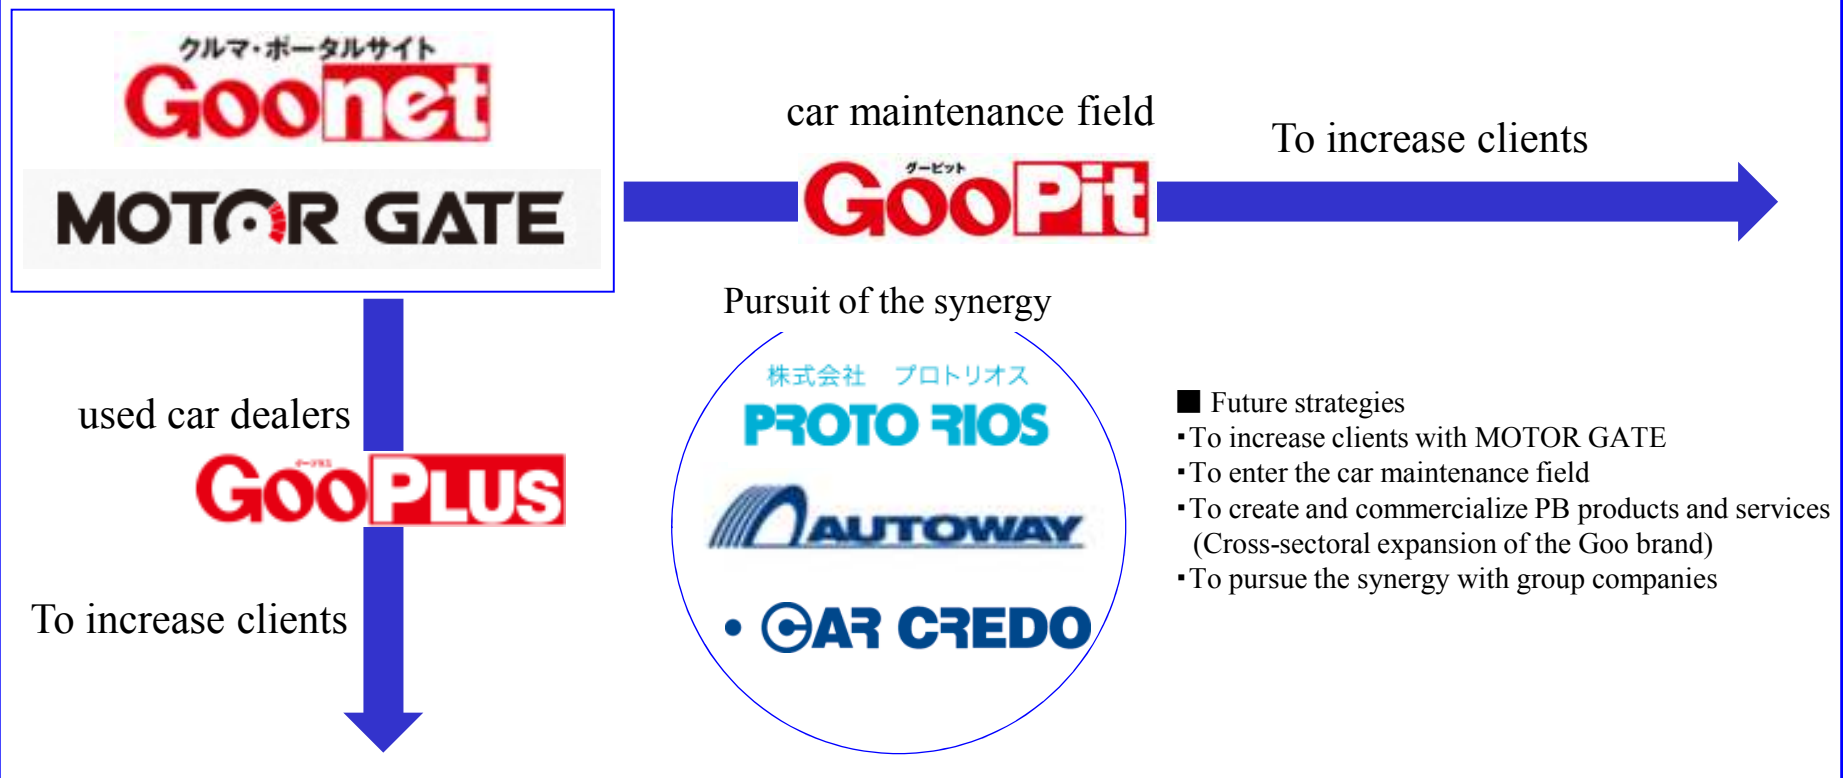 クルマ・ポータルサイト
Goonet
MOTOR GATE
car maintenance field
グーピット
GooPit
To increase clients
Pursuit of the synergy
株式会社 プロトリオス
PROTO RIOS
AUTOWAY
• CAR CREDO
used car dealers
GooPLUS
To increase clients
■ Future strategies
・To increase clients with MOTOR GATE
・To enter the car maintenance field
・To create and commercialize PB products and services
(Cross-sectoral expansion of the Goo brand)
・To pursue the synergy with group companies